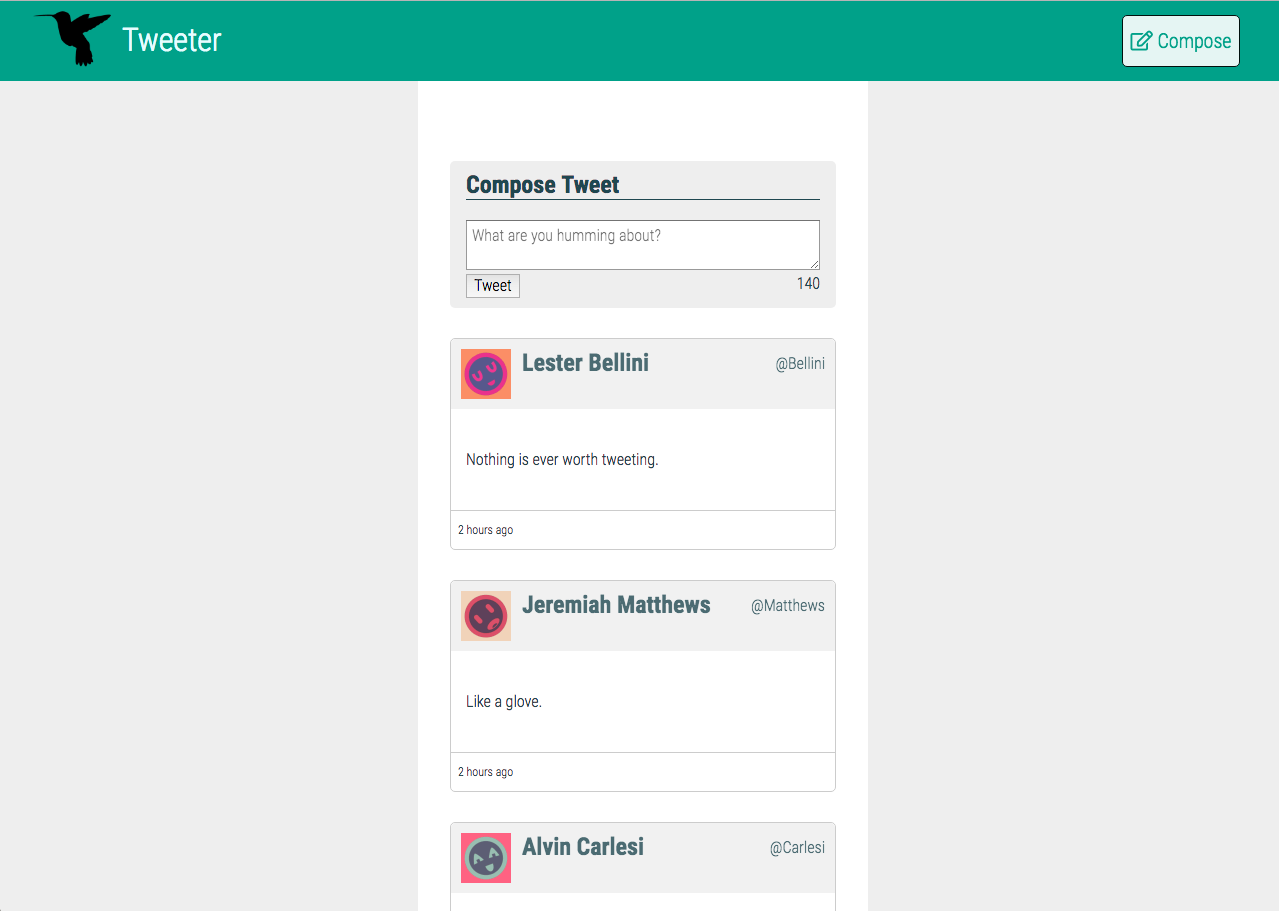 Tweeter
Compose
Compose Tweet
What are you humming about?
Tweet
140
Lester Bellini
@Bellini
Nothing is ever worth tweeting.
2 hours ago
Jeremiah Matthews
@Matthews
Like a glove.
2 hours ago
Alvin Carlesi
@Carlesi